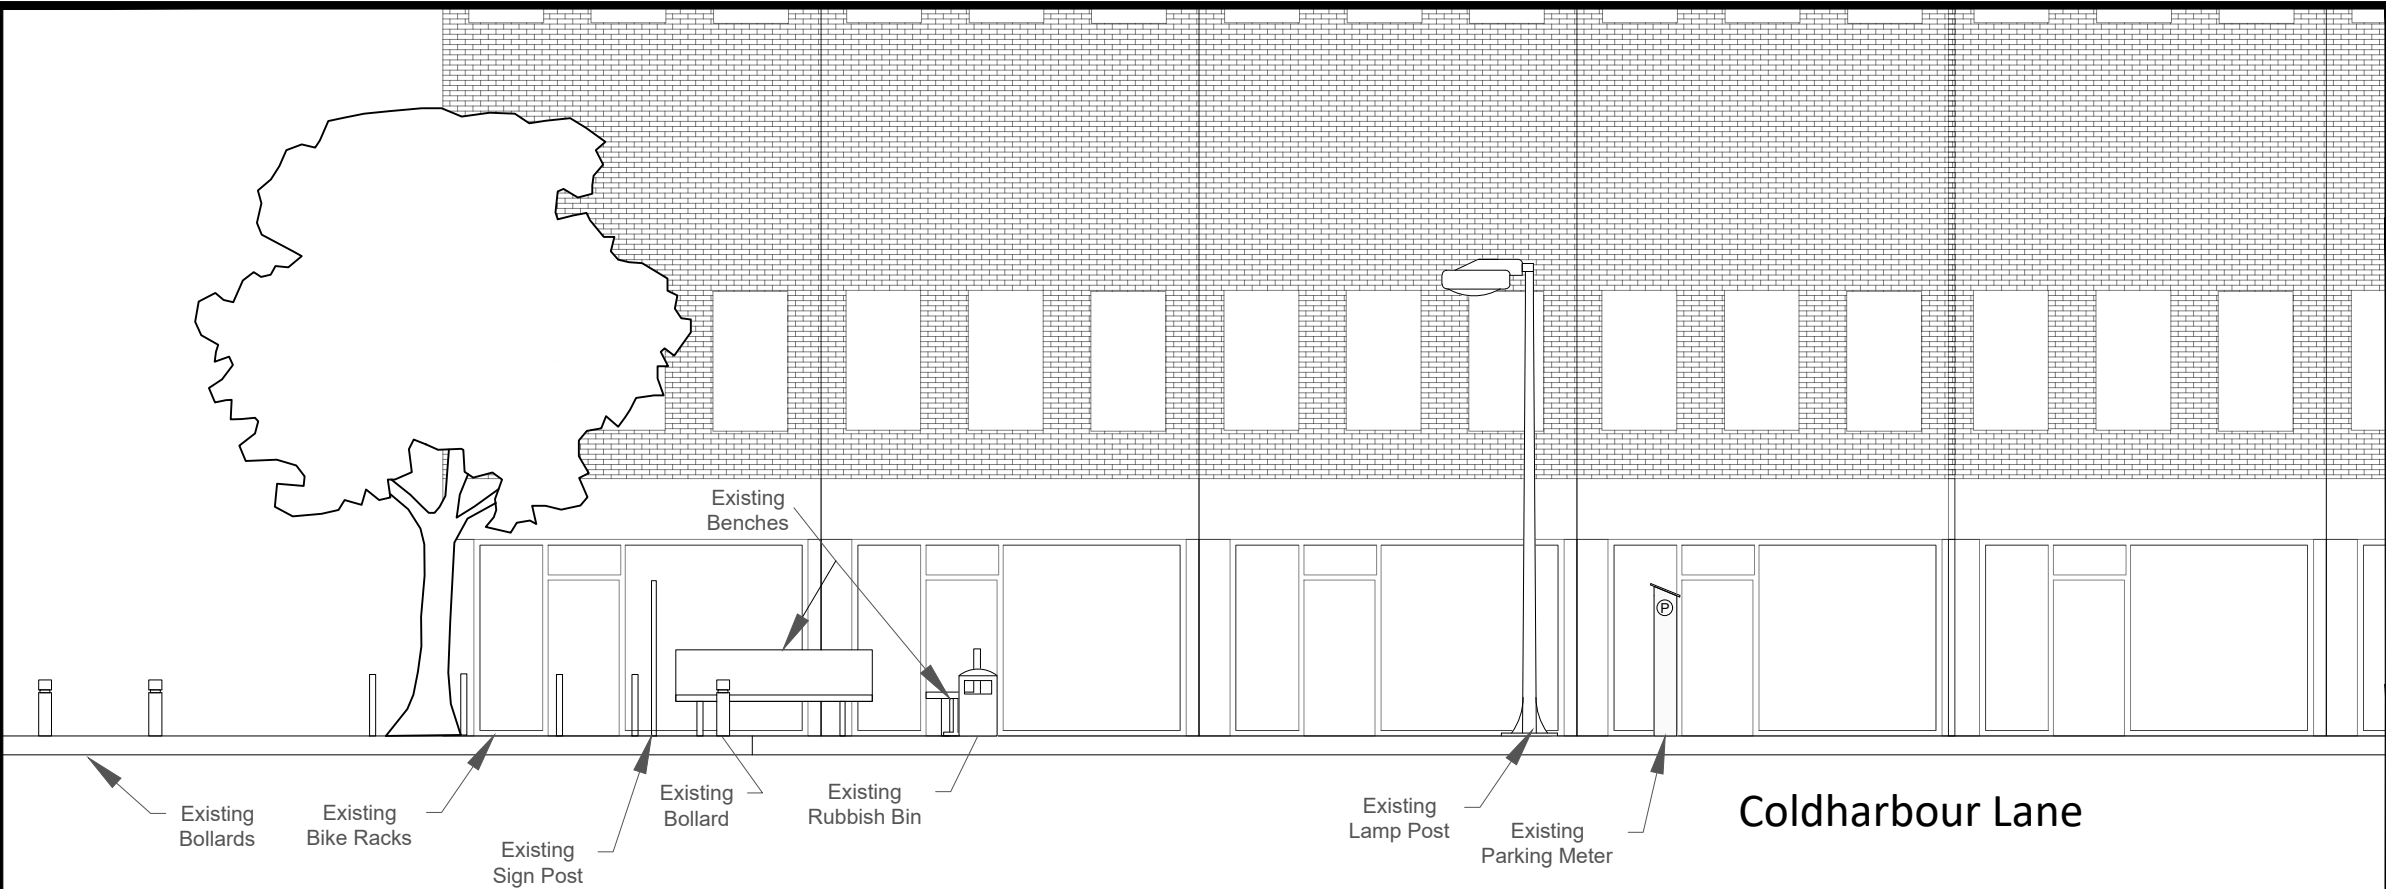 Existing
Benches
P
Existing
Bollards
Existing
Bike Racks
Existing
Sign Post
Existing
Bollard
Existing
Rubbish Bin
Existing
Lamp Post
Existing
Parking Meter
Coldharbour Lane